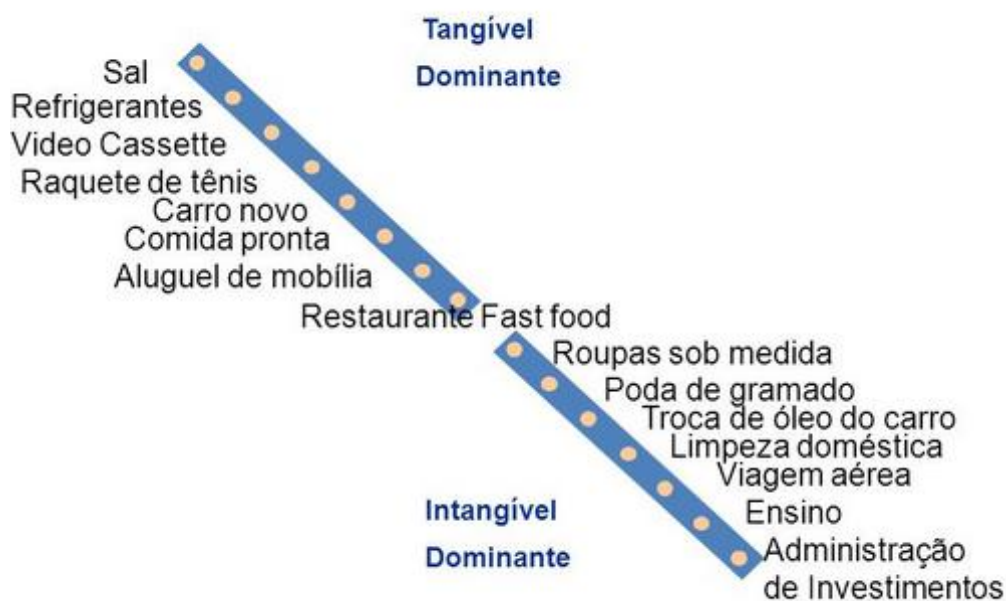 Tangível
Dominante
Sal
Refrigerantes
Video Cassette
Raquete de tênis
Carro novo
Comida pronta
Aluguel de mobília
Restaurante Fast food
Roupas sob medida
Poda de gramado
Troca de óleo do carro
Limpeza doméstica
Viagem aérea
Intangível
Dominante
Ensino
Administração
de Investimentos